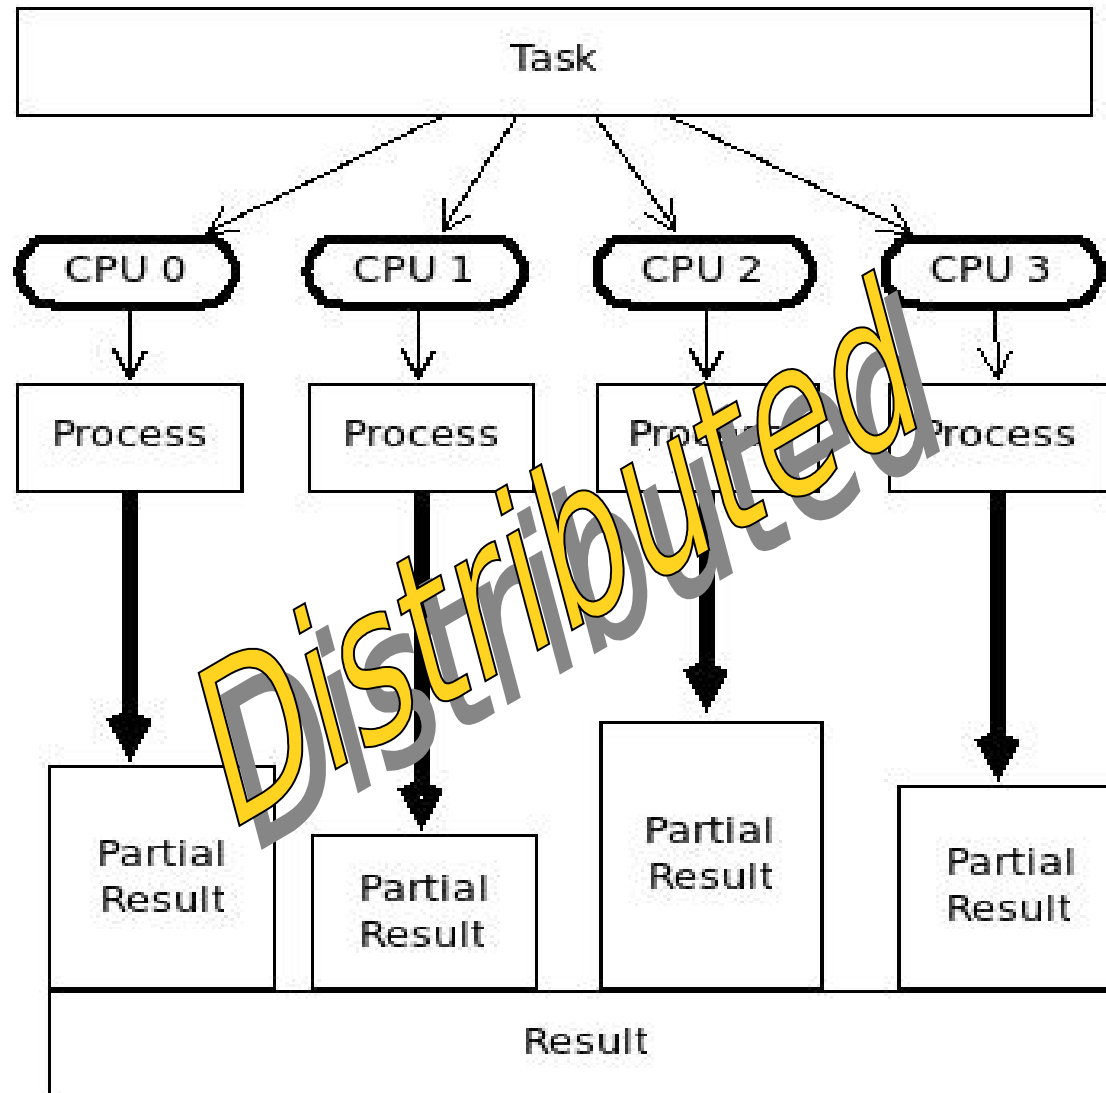 Task
CPU 0
CPU 1
CPU 2
CPU 3
Process
Process
Process
Process
Distributed
Partial
Result
Partial
Result
Partial
Result
Partial
Result
Result